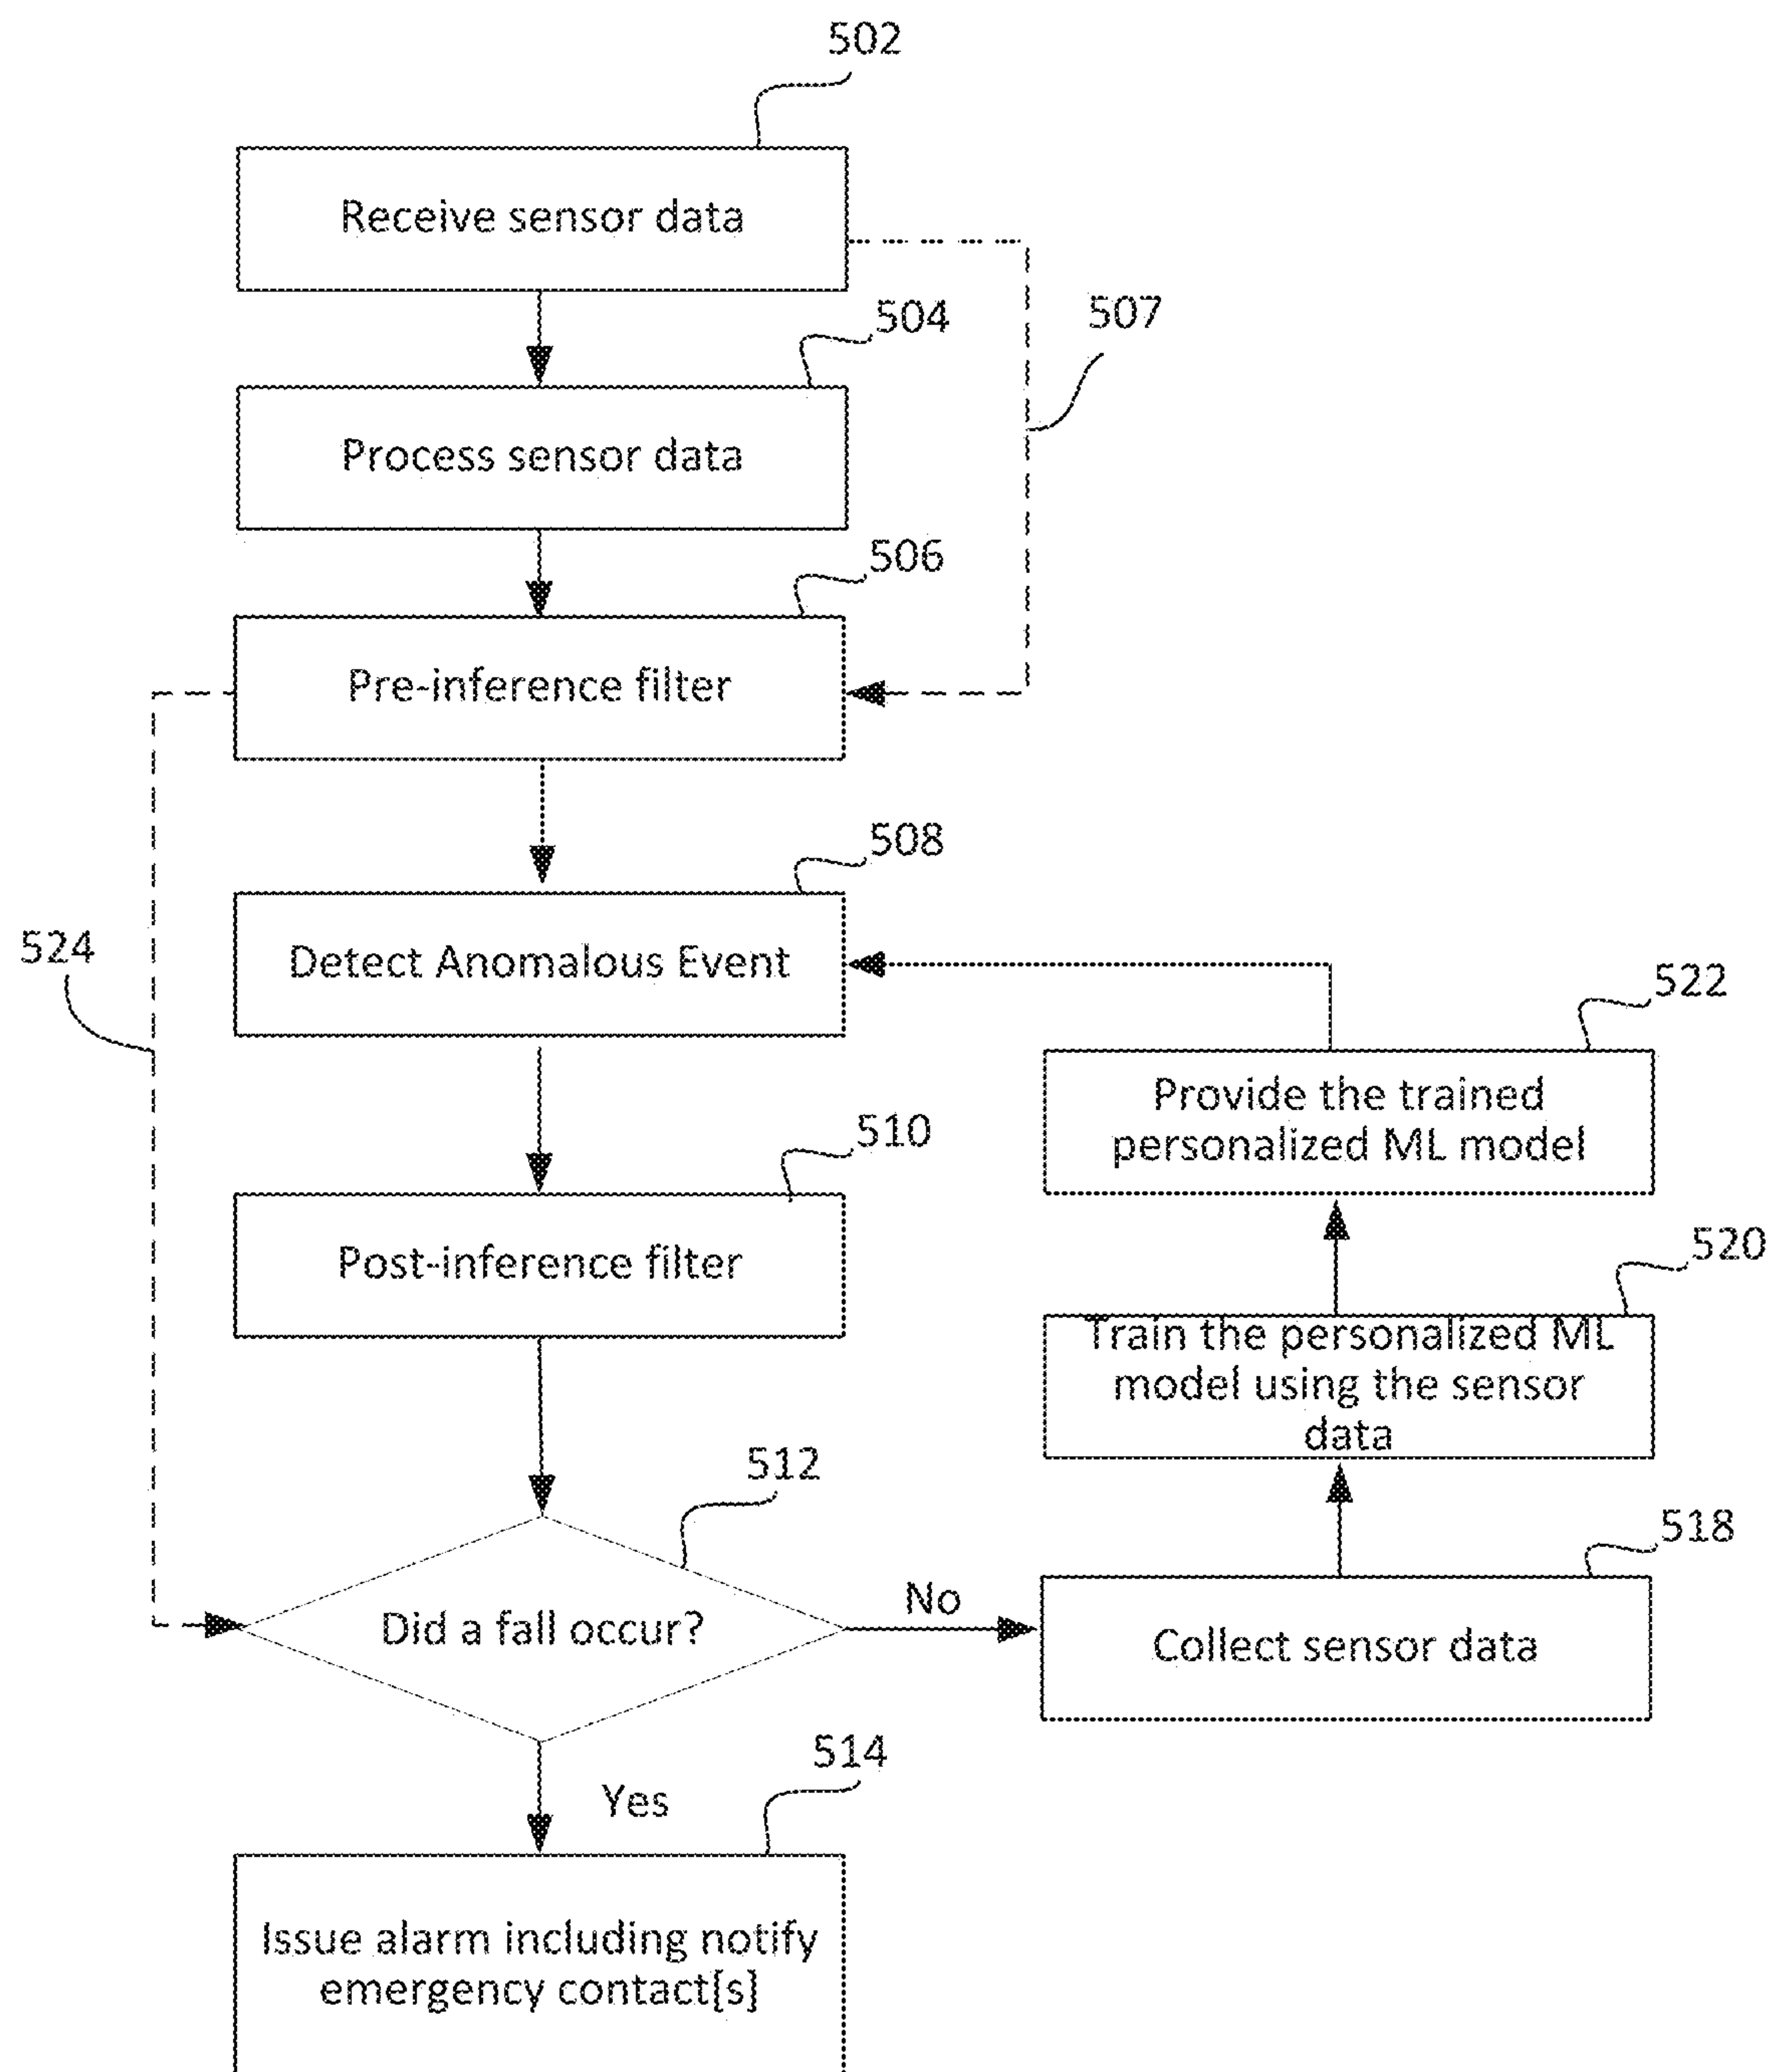 502
Receive sensor data
507
504
Process sensor data
506
Pre-inference filter
508
Detect Anomalous Event
524
522
Provide the trained
personalized ML model
510
Post-inference filter
520
Train the personalized ML
model using the sensor
data
512
Did a fall occur?
No
518
Collect sensor data
Yes
514
Issue alarm including notify
emergency contact[s]